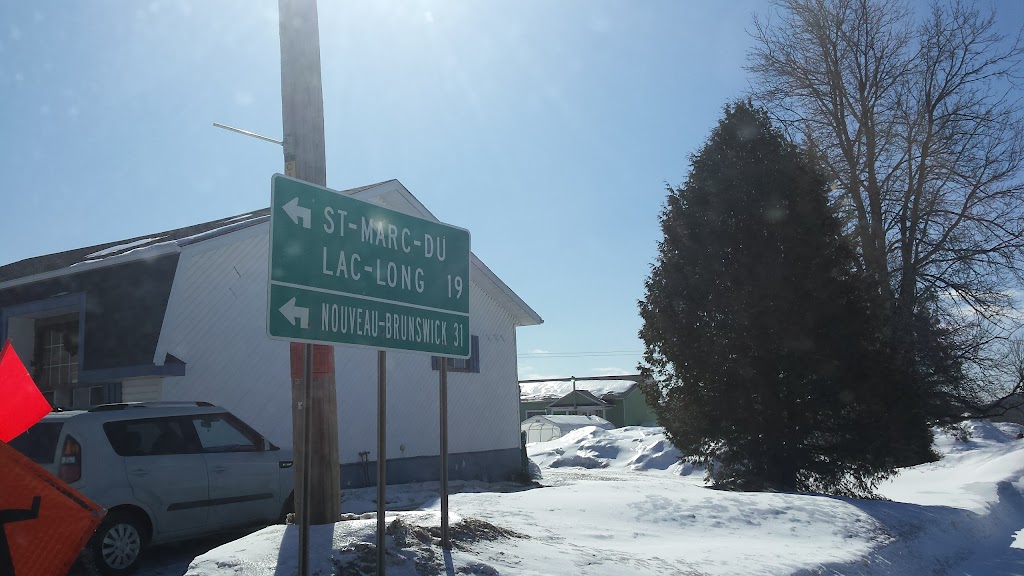 ST-MARC-DU
LAC-LONG 19
NOUVEAU-BRUNSWICK 31